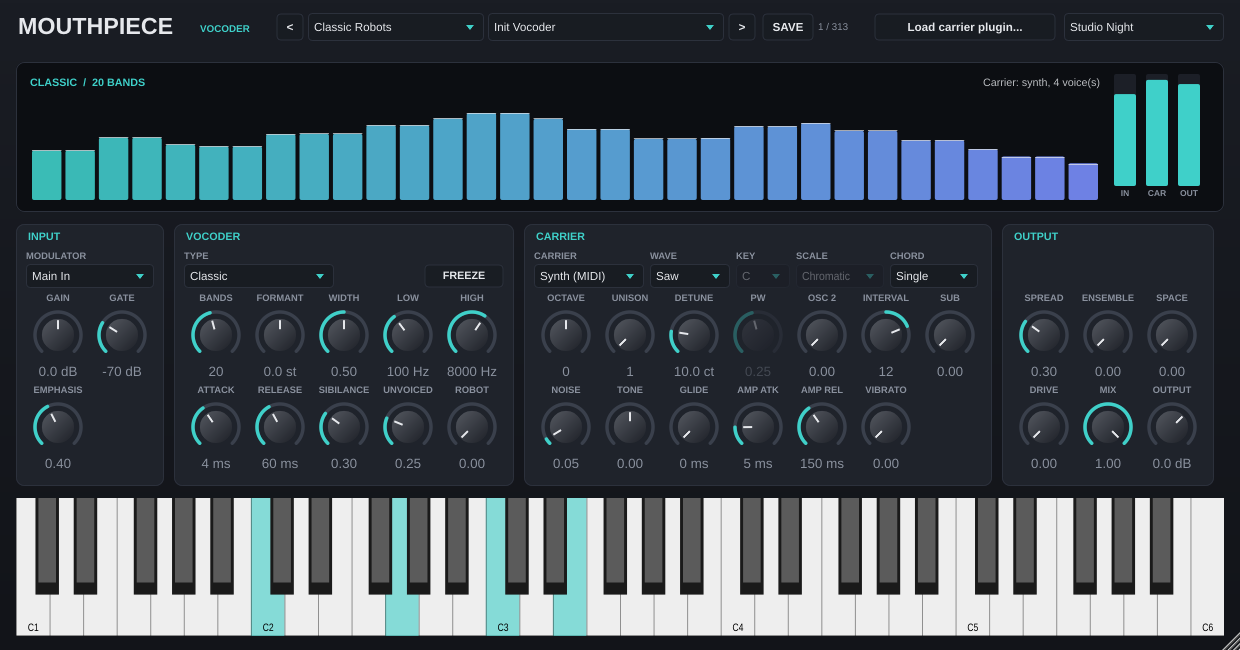 MOUTHPIECE VOCODER < Classic Robots Init Vocoder > SAVE 1 / 313 Load carrier plugin... Studio Night
CLASSIC / 20 BANDS Carrier: synth, 4 voice(s)
IN CAR OUT
INPUT VOCODER CARRIER OUTPUT
MODULATOR TYPE CARRIER WAVE KEY SCALE CHORD
Main In Classic FREEZE Synth (MIDI) Saw C Chromatic Single
GAIN GATE BANDS FORMANT WIDTH LOW HIGH OCTAVE UNISON DETUNE PW OSC 2 INTERVAL SUB SPREAD ENSEMBLE SPACE
0.0 dB -70 dB 20 0.0 st 0.50 100 Hz 8000 Hz 0 1 10.0 ct 0.25 0.00 12 0.00 0.30 0.00 0.00
EMPHASIS ATTACK RELEASE SIBILANCE UNVOICED ROBOT NOISE TONE GLIDE AMP ATK AMP REL VIBRATO DRIVE MIX OUTPUT
0.40 4 ms 60 ms 0.30 0.25 0.00 0.05 0.00 0 ms 5 ms 150 ms 0.00 0.00 1.00 0.0 dB
C1 C2 C3 C4 C5 C6